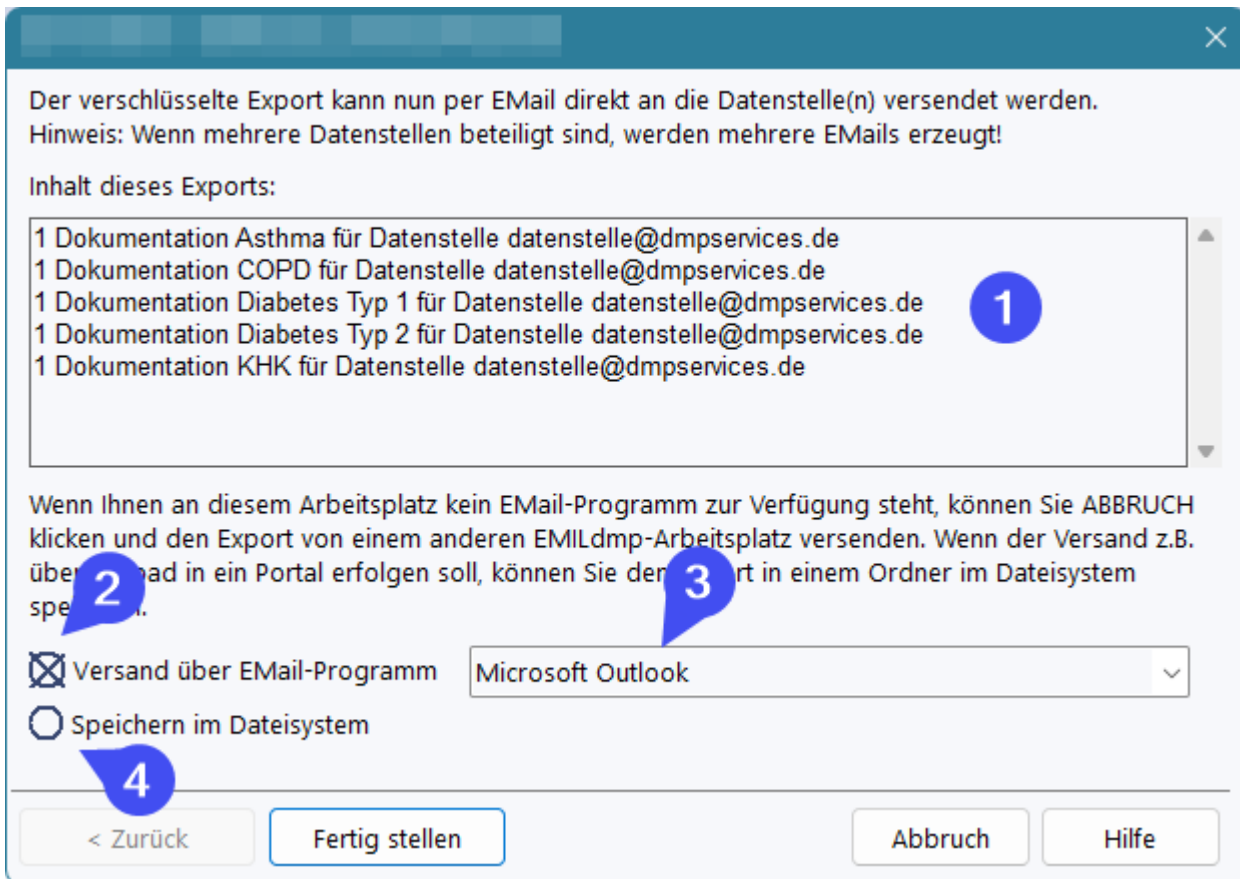 Der verschlüsselte Export kann nun per EMail direkt an die Datenstelle(n) versendet werden.
Hinweis: Wenn mehrere Datenstellen beteiligt sind, werden mehrere EMails erzeugt!
Inhalt dieses Exports:
1 Dokumentation Asthma für Datenstelle datenstelle@dmpservices.de
1 Dokumentation COPD für Datenstelle datenstelle@dmpservices.de
1 Dokumentation Diabetes Typ 1 für Datenstelle datenstelle@dmpservices.de
1 Dokumentation Diabetes Typ 2 für Datenstelle datenstelle@dmpservices.de
1 Dokumentation KHK für Datenstelle datenstelle@dmpservices.de
1
Wenn Ihnen an diesem Arbeitsplatz kein EMail-Programm zur Verfügung steht, können Sie ABBRUCH
klicken und den Export von einem anderen EMILdmp-Arbeitsplatz versenden. Wenn der Versand z.B.
in ein Portal erfolgen soll, können Sie in einem Ordner im Dateisystem
2
3
Versand über EMail-Programm
Microsoft Outlook
Speichern im Dateisystem
4
< Zurück
Fertig stellen
Abbruch
Hilfe